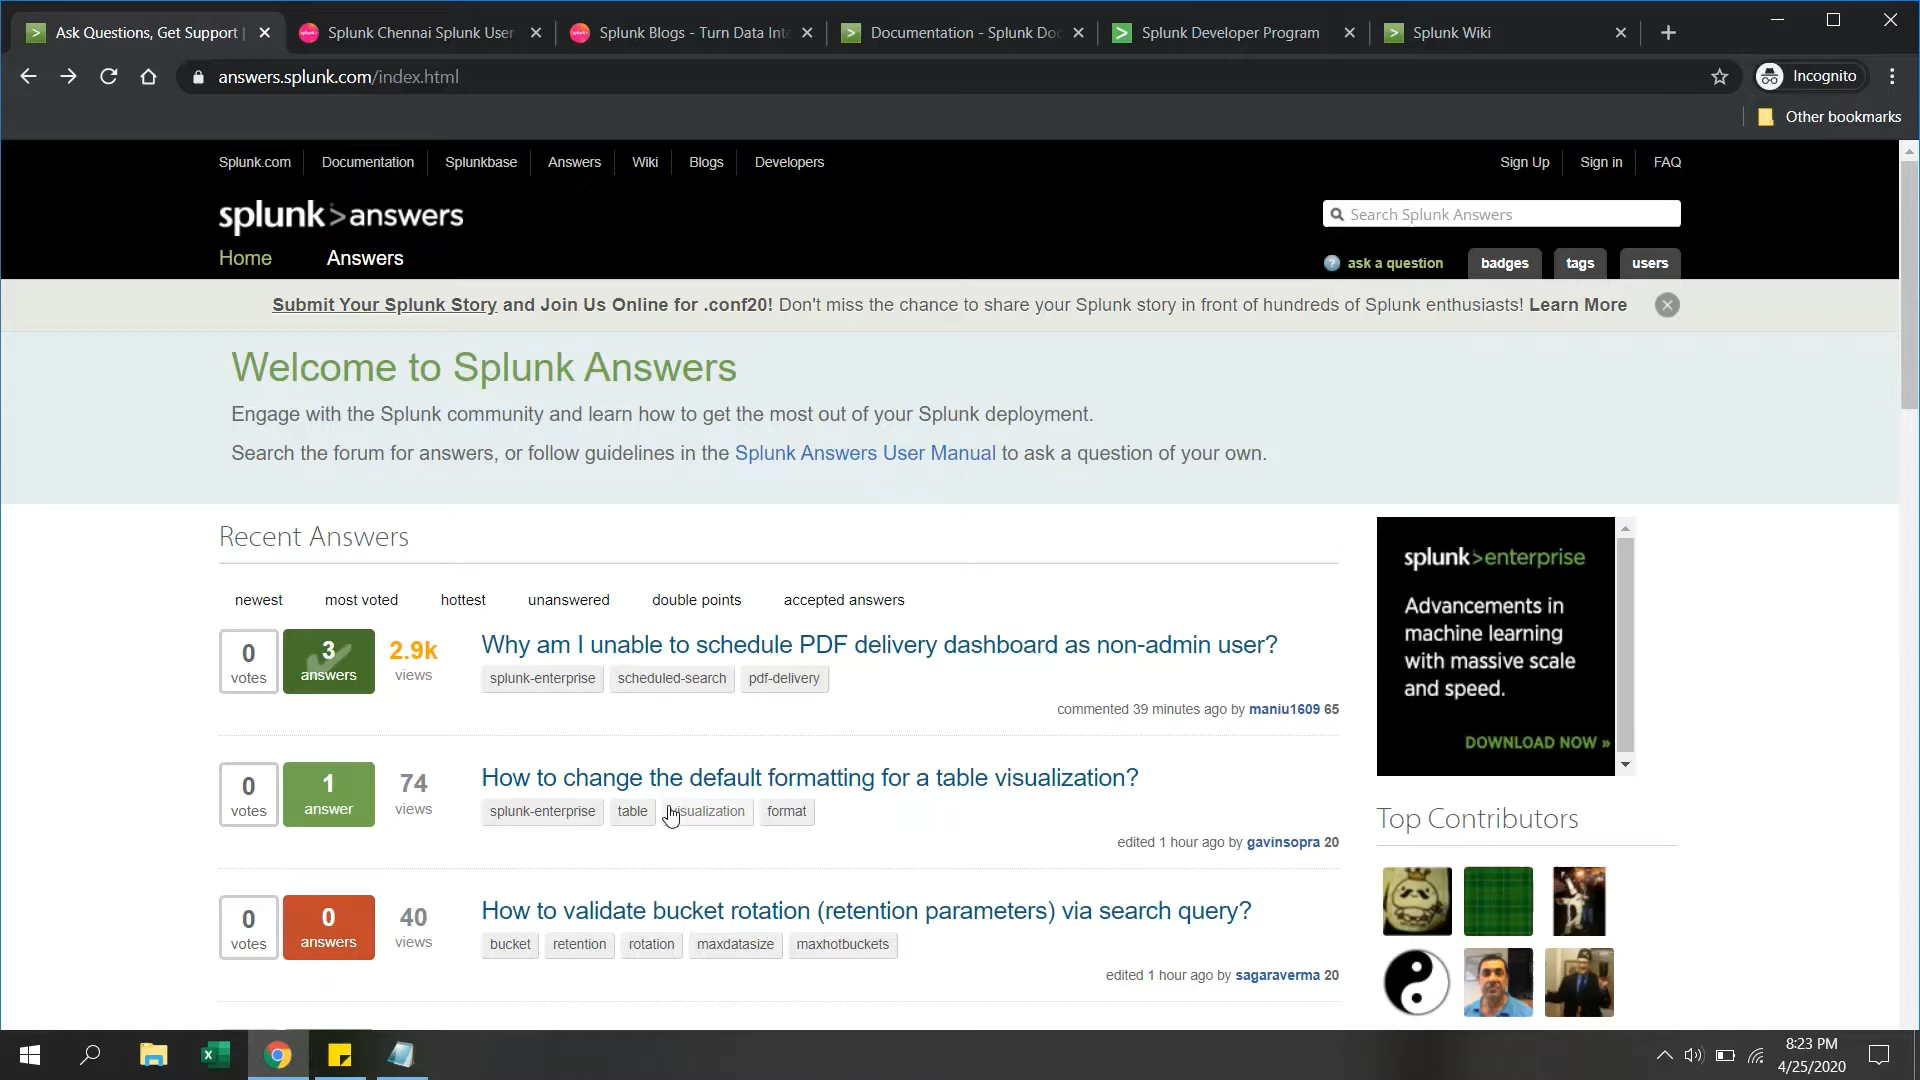 Ask Questions, Get Support |
Splunk Chennai Splunk User
Splunk Blogs - Turn Data Into
Documentation - Splunk Doc
Splunk Developer Program
Splunk Wiki
answers.splunk.com/index.html
Incognito
Other bookmarks
Splunk.com
Documentation
Splunkbase
Answers
Wiki
Blogs
Developers
Sign Up
Sign in
FAQ
splunk>answers
Search Splunk Answers
Home
Answers
? ask a question
badges
tags
users
Submit Your Splunk Story and Join Us Online for .conf20! Don't miss the chance to share your Splunk story in front of hundreds of Splunk enthusiasts! Learn More
Welcome to Splunk Answers
Engage with the Splunk community and learn how to get the most out of your Splunk deployment.
Search the forum for answers, or follow guidelines in the Splunk Answers User Manual to ask a question of your own.
Recent Answers
newest
most voted
hottest
unanswered
double points
accepted answers
0
votes
3
answers
2.9k
views
Why am I unable to schedule PDF delivery dashboard as non-admin user?
splunk-enterprise
scheduled-search
pdf-delivery
commented 39 minutes ago by maniu1609 65
0
votes
1
answer
74
views
How to change the default formatting for a table visualization?
splunk-enterprise
table
visualization
format
edited 1 hour ago by gavinsopra 20
0
votes
0
answers
40
views
How to validate bucket rotation (retention parameters) via search query?
bucket
retention
rotation
maxdatasize
maxhotbuckets
edited 1 hour ago by sagaraverma 20
splunk>enterprise
Advancements in
machine learning
with massive scale
and speed.
DOWNLOAD NOW »
Top Contributors
8:23 PM
4/25/2020